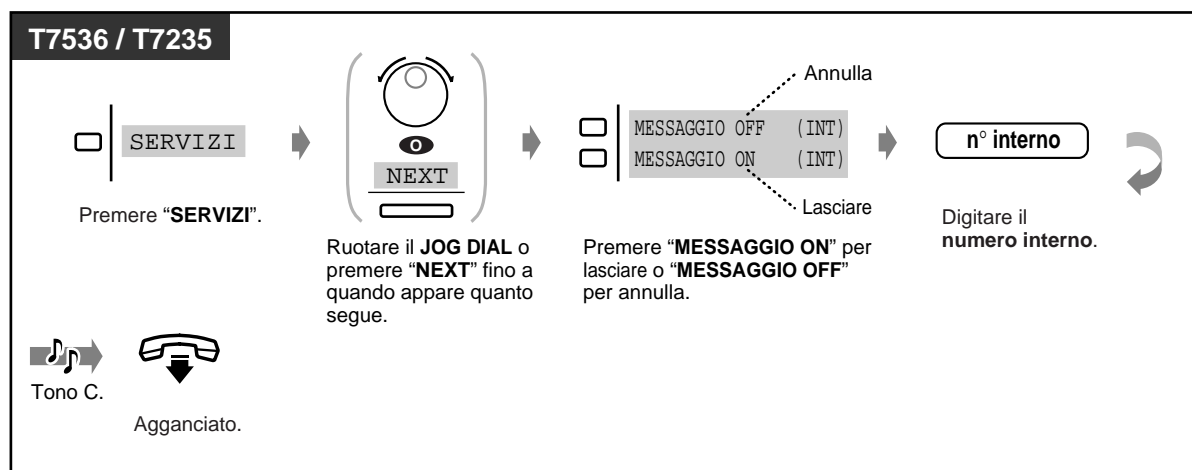 T7536 / T7235
SERVIZI
Premere “SERVIZI”.
O
NEXT
Ruotare il JOG DIAL o
premere “NEXT” fino a
quando appare quanto
segue.
Annulla
MESSAGGIO OFF (INT)
MESSAGGIO ON (INT)
Lasciare
Premere “MESSAGGIO ON” per
lasciare o “MESSAGGIO OFF”
per annulla.
n° interno
Digitare il
numero interno.
Tono C.
Agganciato.